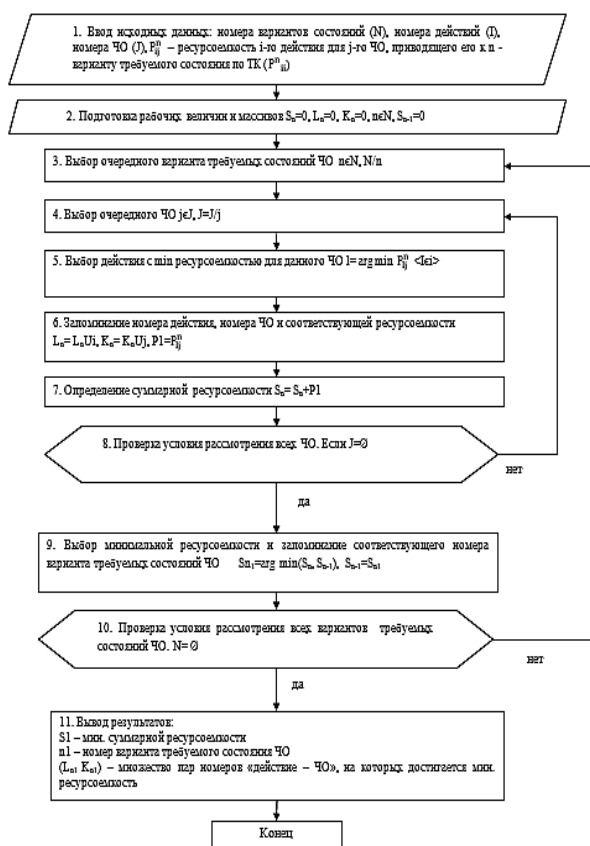 1. Ввод исходных данных: номера вариантов состояний (N), номера действий (I),
номера ЧО (J), Pⁿij – ресурсоемкость i-го действия для j-го ЧО, приводящего его к n -
варианту требуемого состояния по ТК (Pⁿii)
2. Подготовка рабочих величин и массивов Sn=0, Ln=0, Kn=0, nєN, Sn-1=0
3. Выбор очередного варианта требуемых состояний ЧО nєN, N/n
4. Выбор очередного ЧО jєJ, J=J/j
5. Выбор действия с min ресурсоемкостью для данного ЧО l= arg min Pⁿij <Iєi>
6. Запоминание номера действия, номера ЧО и соответствующей ресурсоемкости
Ln= LnUi, Kn= KnUj, P1=Pⁿij
7. Определение суммарной ресурсоемкости Sn= Sn+P1
8. Проверка условия рассмотрения всех ЧО. Если J=∅
нет
да
9. Выбор минимальной ресурсоемкости и запоминание соответствующего номера
варианта требуемых состояний ЧО Sn1=arg min(Sn, Sn-1), Sn-1=Sn1
10. Проверка условия рассмотрения всех вариантов требуемых
состояний ЧО. N= ∅
нет
да
11. Вывод результатов:
S1 – мин. суммарной ресурсоемкости
n1 – номер варианта требуемого состояния ЧО
(Ln1 Kn1) – множество пар номеров «действие – ЧО», на которых достигается мин.
ресурсоемкость
Конец